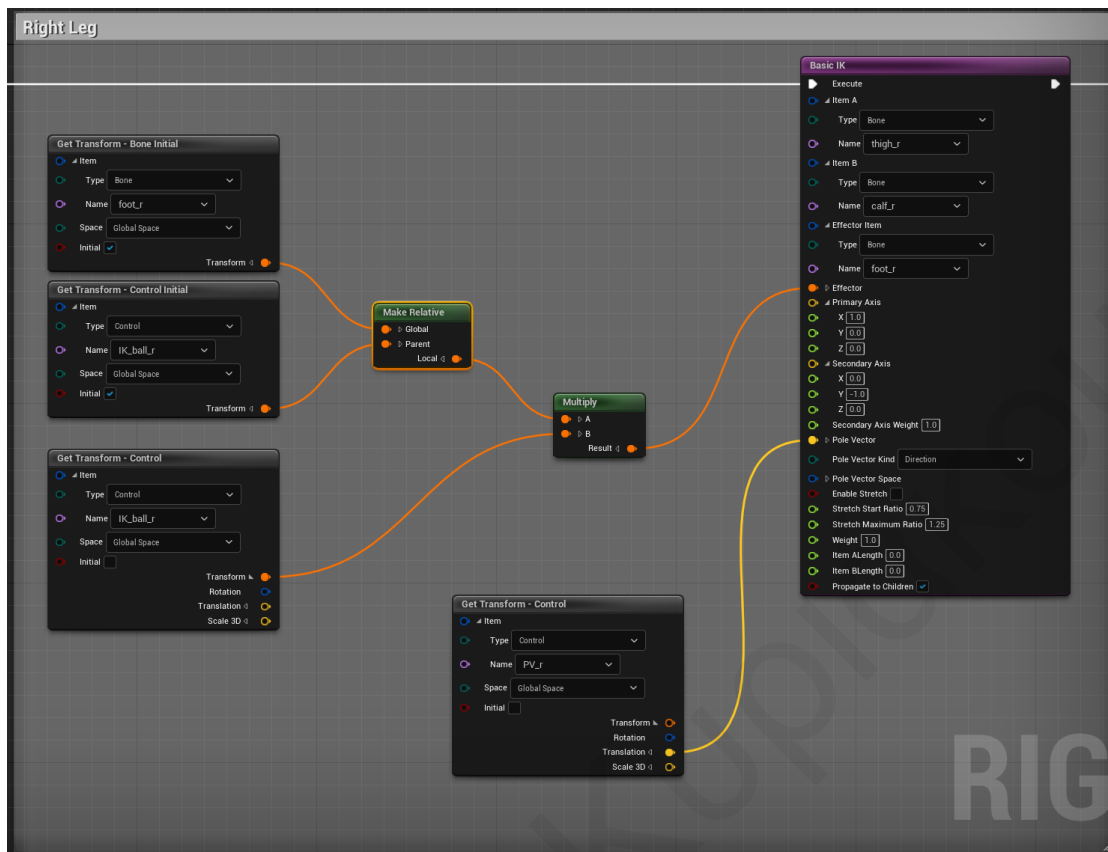 Right Leg
Get Transform - Bone Initial
Item
Type Bone
Name foot_r
Space Global Space
Initial
Transform
Get Transform - Control Initial
Item
Type Control
Name IK_ball_r
Space Global Space
Initial
Transform
Get Transform - Control
Item
Type Control
Name IK_ball_r
Space Global Space
Initial
Transform
Rotation
Translation
Scale 3D
Make Relative
Global
Parent
Local
Multiply
A
B
Result
Get Transform - Control
Item
Type Control
Name PV_r
Space Global Space
Initial
Transform
Rotation
Translation
Scale 3D
Basic IK
Execute
Item A
Type Bone
Name thigh_r
Item B
Type Bone
Name calf_r
Effector Item
Type Bone
Name foot_r
Effector
Primary Axis
X 1.0
Y 0.0
Z 0.0
Secondary Axis
X 0.0
Y -1.0
Z 0.0
Secondary Axis Weight 1.0
Pole Vector
Pole Vector Kind Direction
Pole Vector Space
Enable Stretch
Stretch Start Ratio 0.75
Stretch Maximum Ratio 1.25
Weight 1.0
Item ALength 0.0
Item BLength 0.0
Propagate to Children
RIG